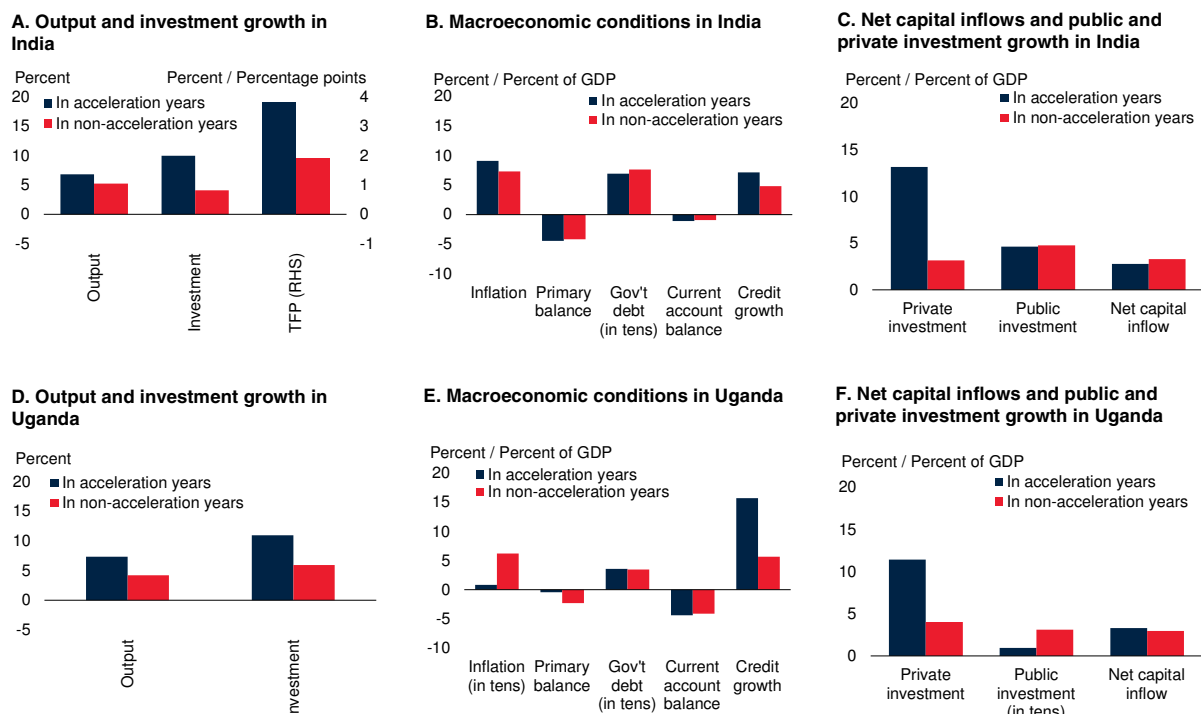 A. Output and investment growth in
India
Percent
Percent / Percentage points
In acceleration years
In non-acceleration years
20
15
10
5
0
-5
4
3
2
1
0
-1
Output
Investment
TFP (RHS)
B. Macroeconomic conditions in India
Percent / Percent of GDP
In acceleration years
In non-acceleration years
20
15
10
5
0
-5
-10
Inflation
Primary
balance
Gov't
debt
(in tens)
Current
account
balance
Credit
growth
C. Net capital inflows and public and
private investment growth in India
Percent / Percent of GDP
In acceleration years
In non-acceleration years
20
15
10
5
0
Private
investment
Public
investment
Net capital
inflow
D. Output and investment growth in
Uganda
Percent
In acceleration years
In non-acceleration years
20
15
10
5
0
-5
Output
Investment
E. Macroeconomic conditions in Uganda
Percent / Percent of GDP
In acceleration years
In non-acceleration years
20
15
10
5
0
-5
-10
Inflation
(in tens)
Primary
balance
Gov't
debt
(in tens)
Current
account
balance
Credit
growth
F. Net capital inflows and public and
private investment growth in Uganda
Percent / Percent of GDP
In acceleration years
In non-acceleration years
20
15
10
5
0
Private
investment
Public
investment
(in tens)
Net capital
inflow